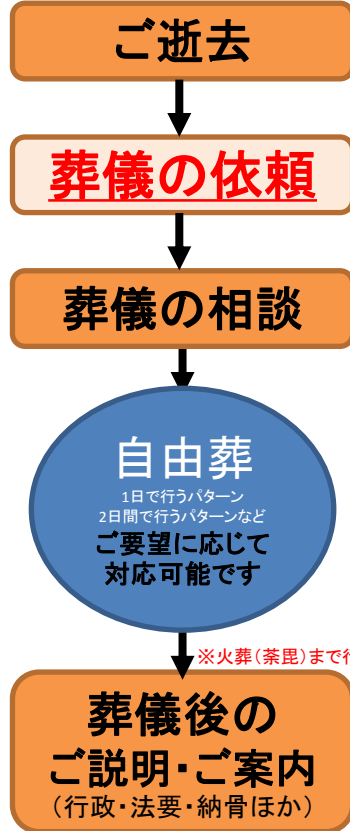 ご逝去
葬儀の依頼
葬儀の相談
自由葬
1日で行うパターン
2日間で行うパターンなど
ご要望に応じて
対応可能です
※火葬(荼毘)まで行
葬儀後の
ご説明・ご案内
(行政・法要・納骨ほか)